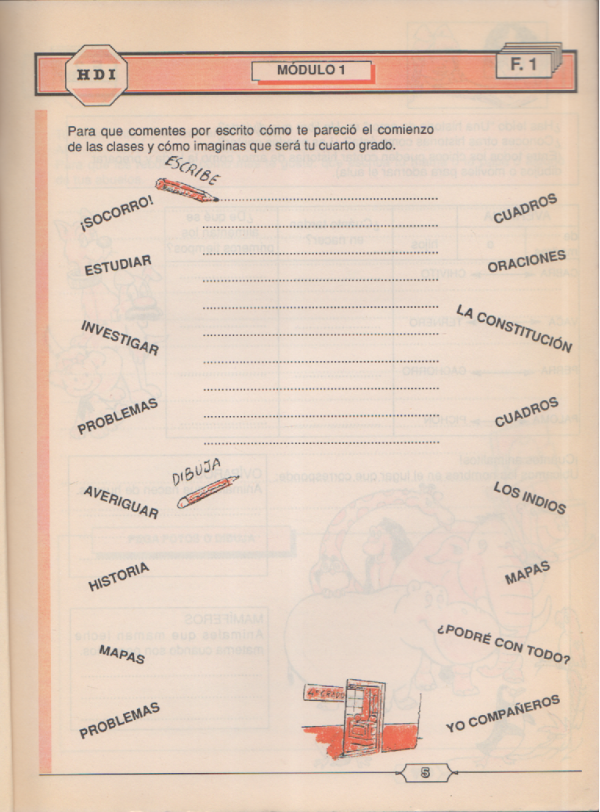 HDI
MÓDULO 1
F. 1
Para que comentes por escrito cómo te pareció el comienzo
de las clases y cómo imaginas que será tu cuarto grado.
ESCRIBE
¡SOCORRO!
CUADROS
ESTUDIAR
ORACIONES
INVESTIGAR
LA CONSTITUCIÓN
PROBLEMAS
CUADROS
DIBUJA
AVERIGUAR
LOS INDIOS
HISTORIA
MAPAS
MAPAS
¿PODRÉ CON TODO?
PROBLEMAS
YO COMPAÑEROS
5